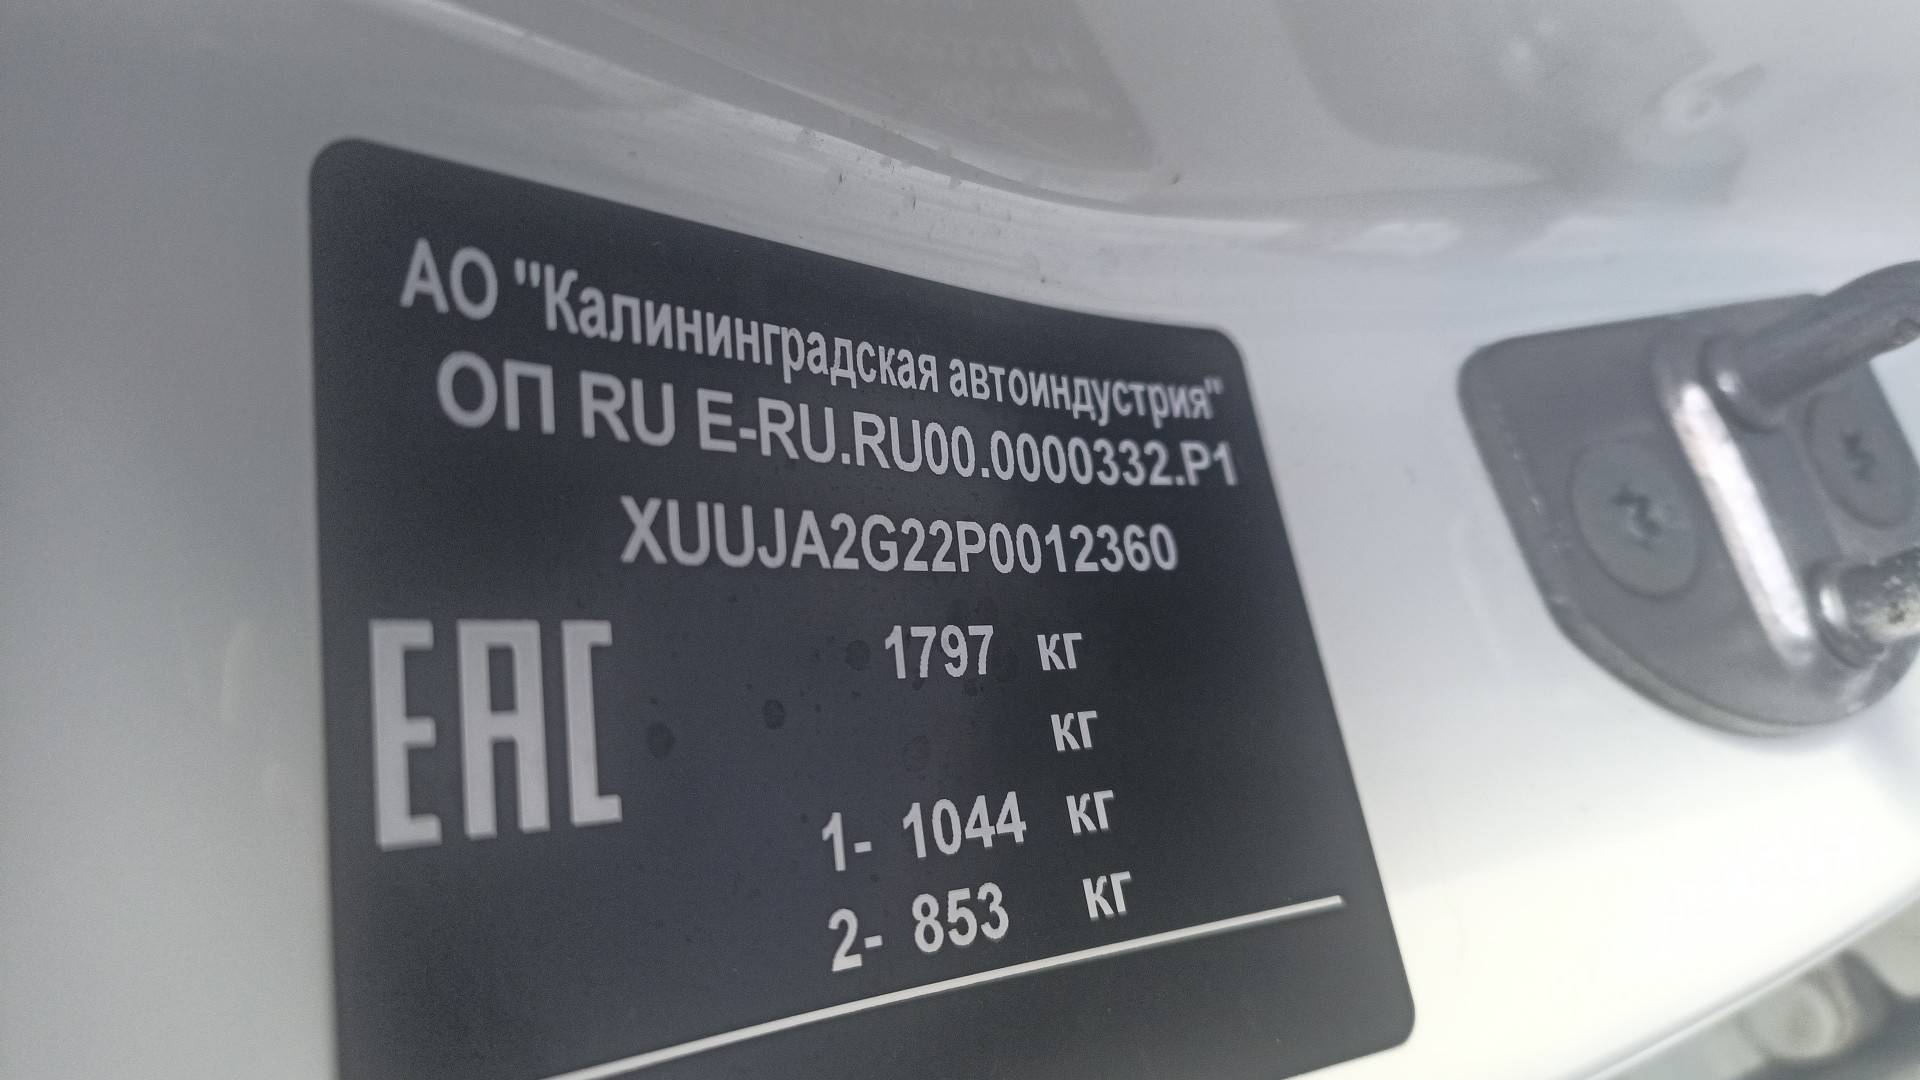 АО "Калининградская автоиндустрия"
ОП RU E-RU.RU00.0000332.P1
XUUJA2G22P0012360
EAC
1797 кг
кг
1- 1044 кг
2- 853 кг